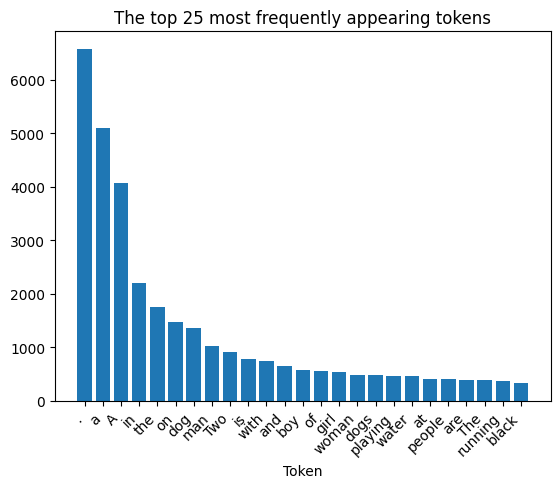 The top 25 most frequently appearing tokens
6000
5000
4000
3000
2000
1000
0
.
a
A
in
the
on
dog
man
Two
is
with
and
boy
of
girl
woman
dogs
playing
water
at
people
are
The
running
black
Token